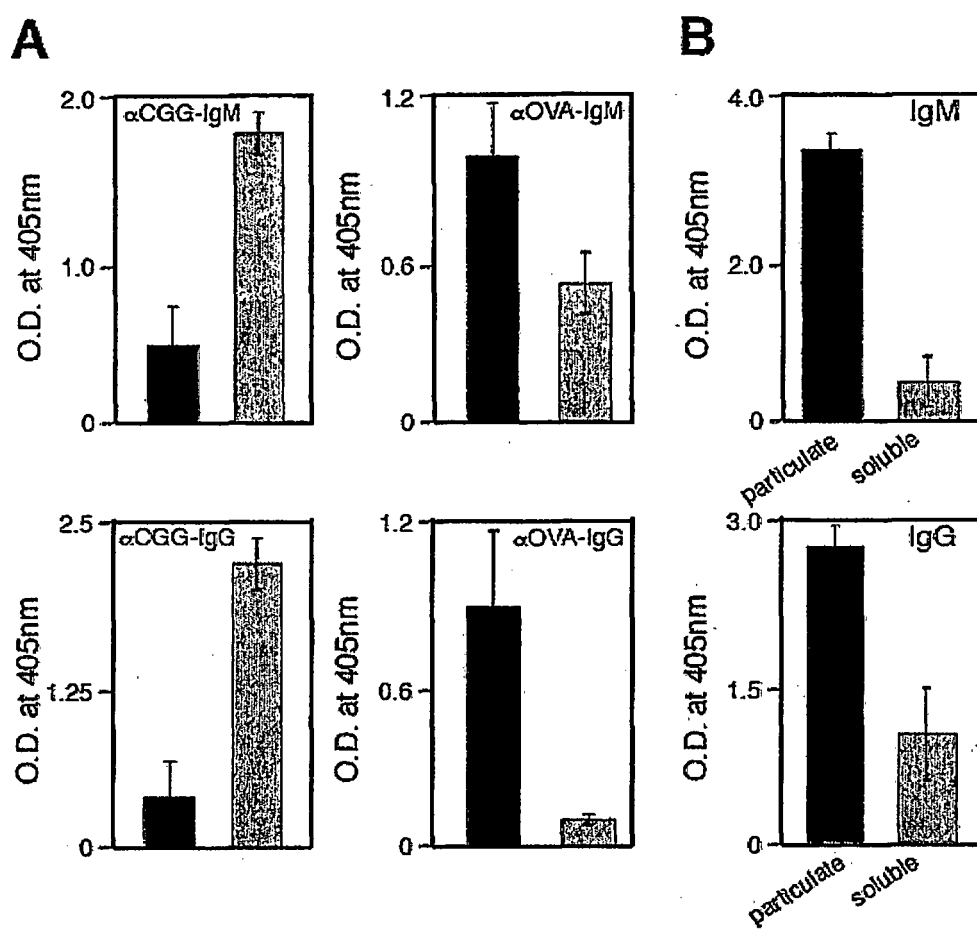 A
B
2.0
αCGG-IgM
1.0
0
O.D. at 405nm
1.2
αOVA-IgM
0.6
0
O.D. at 405nm
4.0
IgM
2.0
0
O.D. at 405nm
particulate
soluble
2.5
αCGG-IgG
1.25
0
O.D. at 405nm
1.2
αOVA-IgG
0.6
0
O.D. at 405nm
3.0
IgG
1.5
0
O.D. at 405nm
particulate
soluble